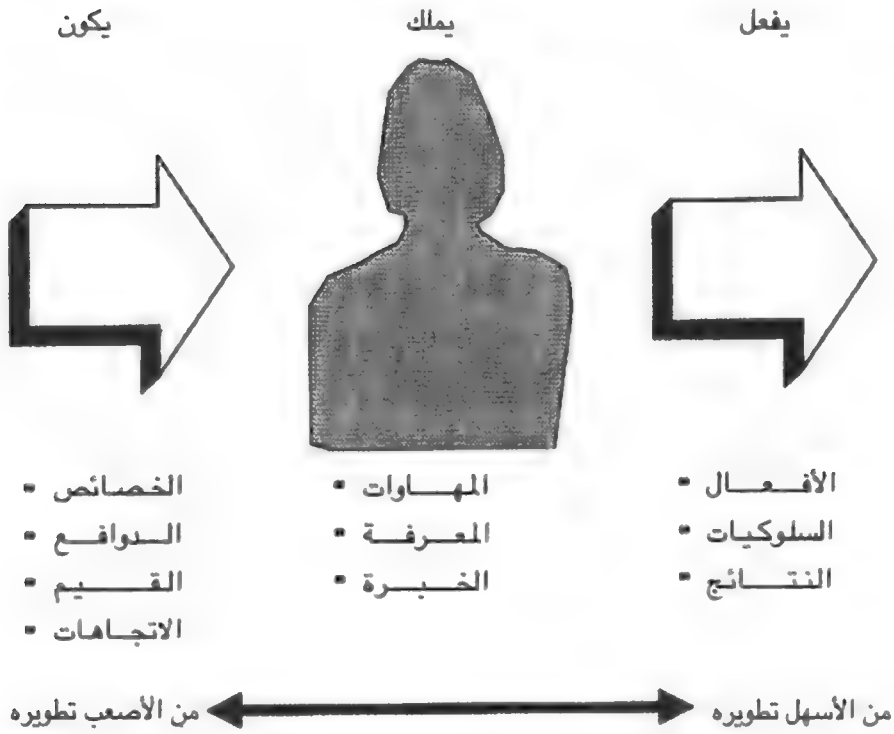 يفعل يملك يكون
الأفعال المهاوات الخصائص
السلوكيات المعرفة الدوافع
النتائج الخبرة القيم
الاتجاهات
من الأسهل تطويره من الأصعب تطويره